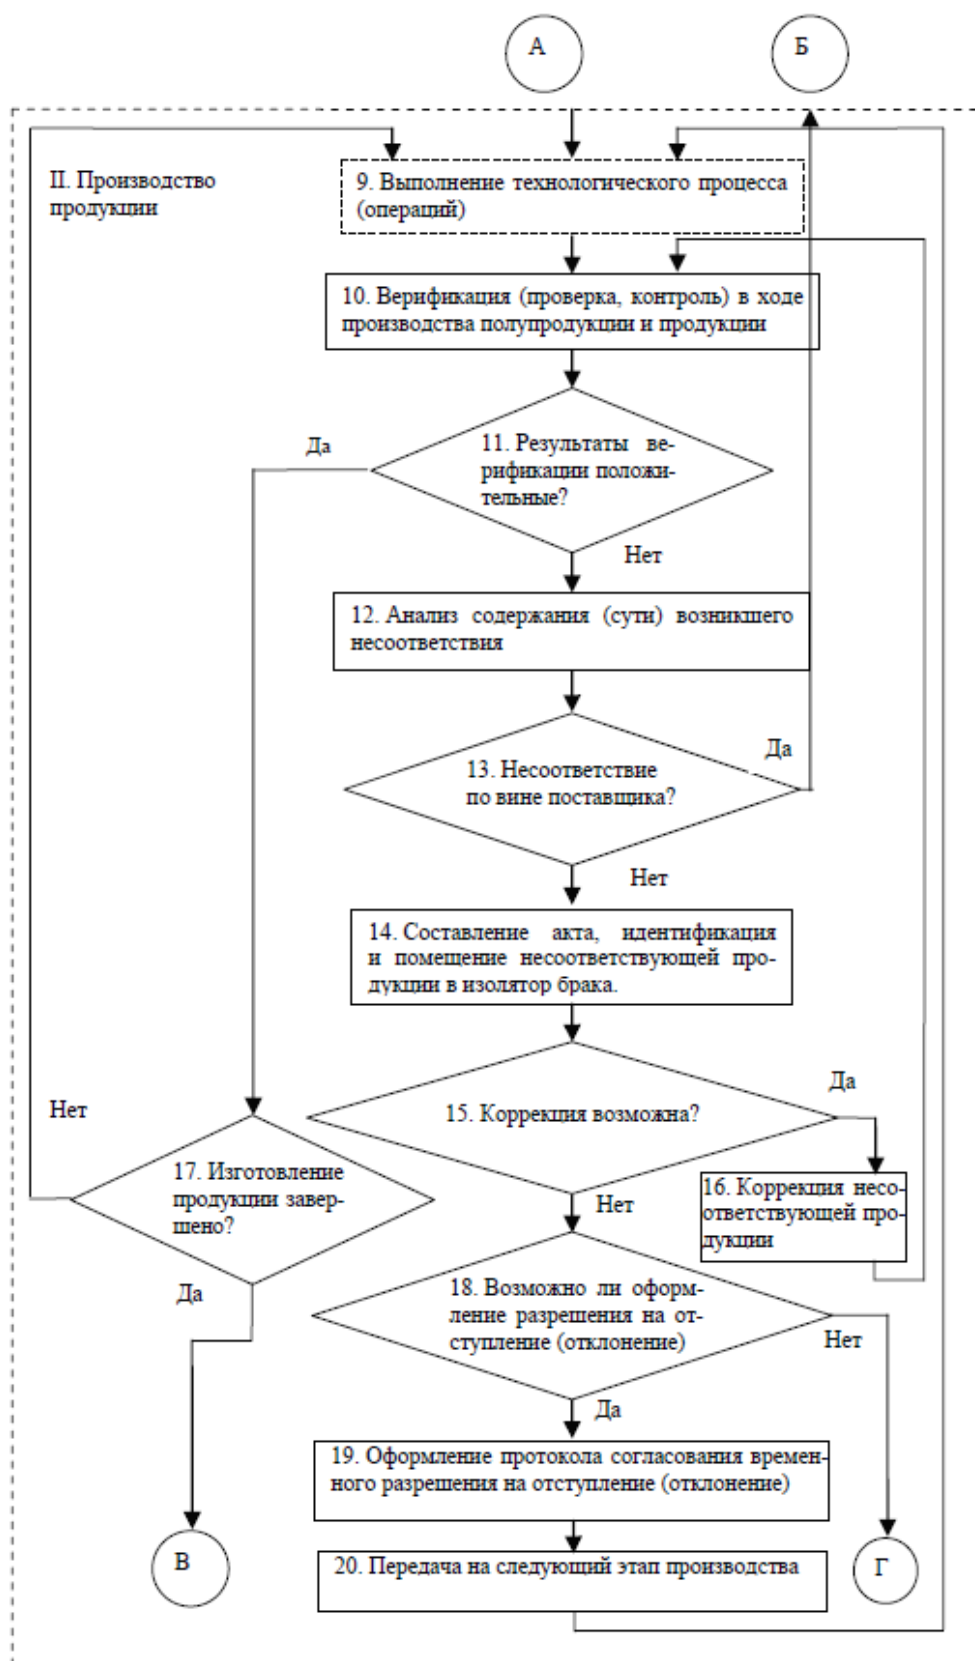 А
Б
II. Производство
продукции
9. Выполнение технологического процесса
(операций)
10. Верификация (проверка, контроль) в ходе
производства полупродукции и продукции
Да
11. Результаты ве-
рификации положи-
тельные?
Нет
12. Анализ содержания (сути) возникшего
несоответствия
Да
13. Несоответствие
по вине поставщика?
Нет
14. Составление акта, идентификация
и помещение несоответствующей про-
дукции в изолятор брака.
Да
15. Коррекция возможна?
Нет
17. Изготовление
продукции завер-
шено?
16. Коррекция несо-
ответствующей про-
дукции
Нет
Да
18. Возможно ли оформ-
ление разрешения на от-
ступление (отклонение)
Нет
Да
19. Оформление протокола согласования времен-
ного разрешения на отступление (отклонение)
В
20. Передача на следующий этап производства
Г